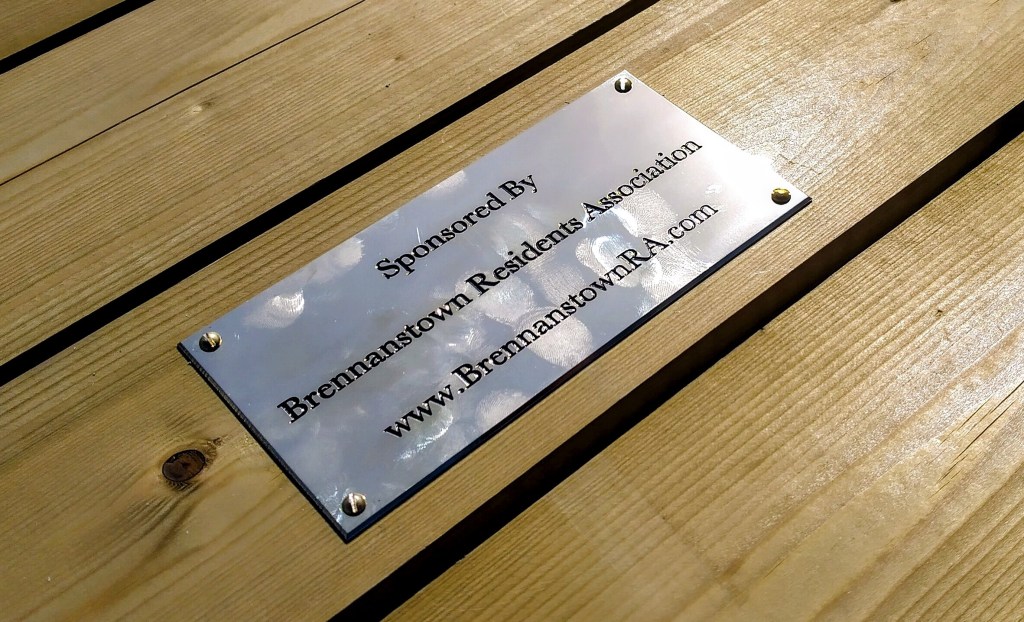 Sponsored By
Brennanstown Residents Association
www.BrennanstownRA.com